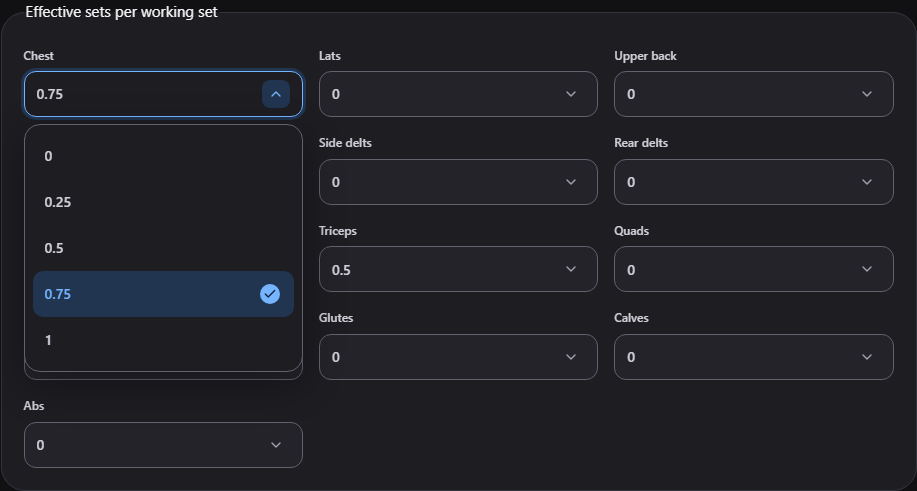 Effective sets per working set
Chest
Lats
Upper back
0.75
0
0
0
0.25
0.5
0.75
1
Side delts
Rear delts
0
0
Triceps
Quads
0.5
0
Glutes
Calves
0
0
Abs
0